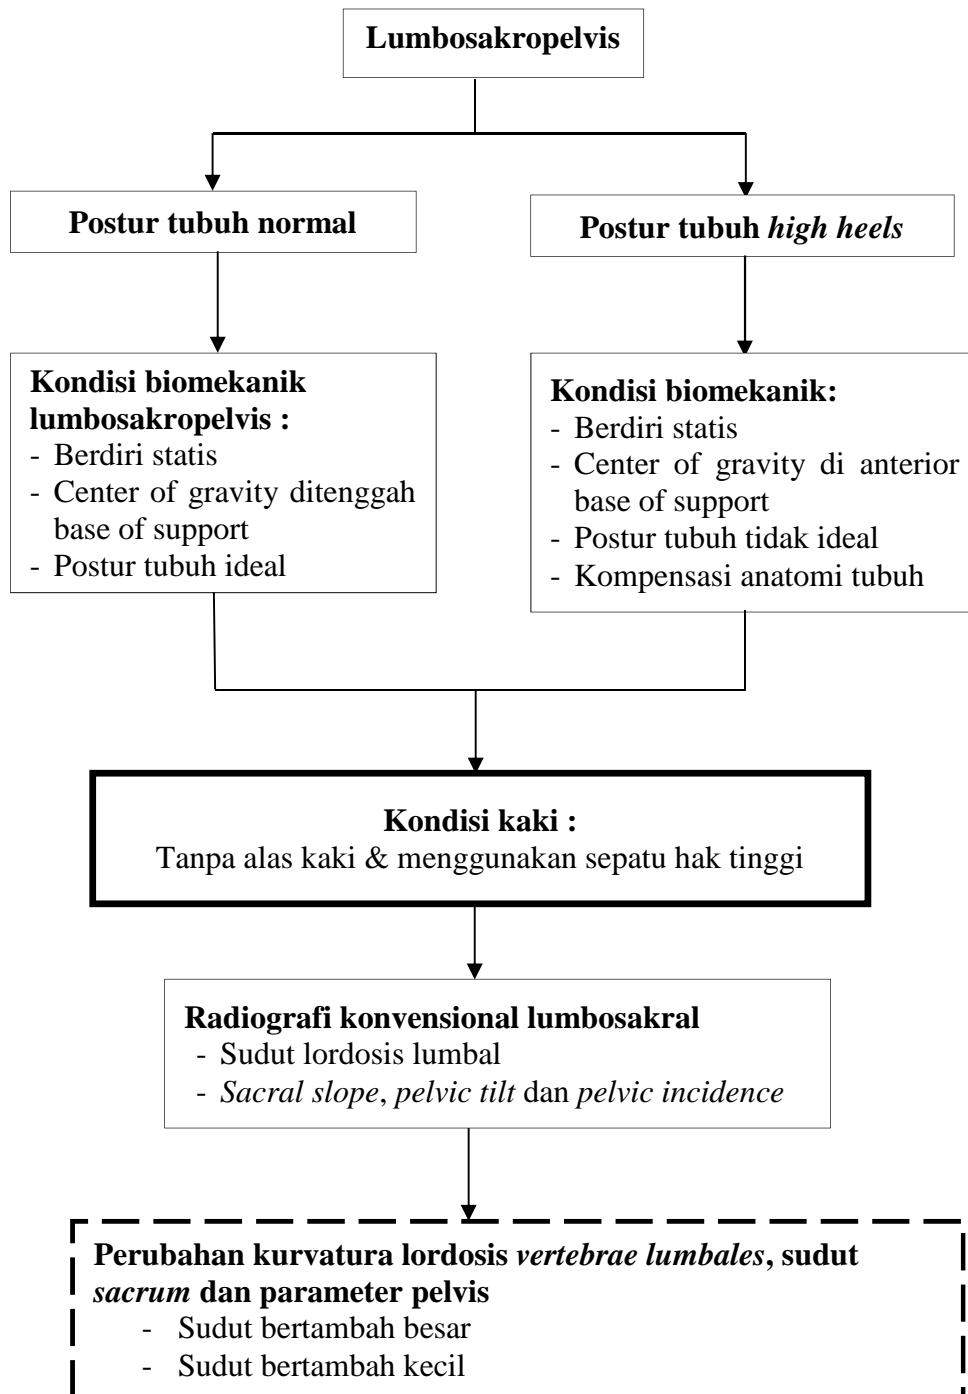 Lumbosakropelvis
Postur tubuh normal
Postur tubuh high heels
Kondisi biomekanik
lumbosakropelvis :
- Berdiri statis
- Center of gravity ditenggah
base of support
- Postur tubuh ideal
Kondisi biomekanik:
- Berdiri statis
- Center of gravity di anterior
base of support
- Postur tubuh tidak ideal
- Kompensasi anatomi tubuh
Kondisi kaki :
Tanpa alas kaki & menggunakan sepatu hak tinggi
Radiografi konvensional lumbosakral
- Sudut lordosis lumbal
- Sacral slope, pelvic tilt dan pelvic incidence
Perubahan kurvatura lordosis vertebrae lumbales, sudut
sacrum dan parameter pelvis
- Sudut bertambah besar
- Sudut bertambah kecil